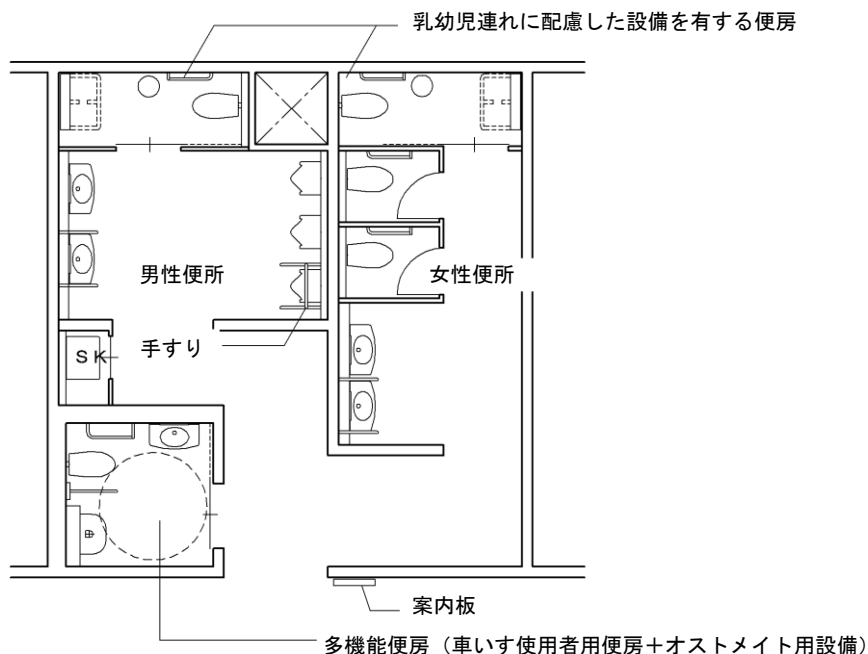 乳幼児連れに配慮した設備を有する便房
男性便所
女性便所
手すり
SK
案内板
多機能便房（車いす使用者用便房＋オストメイト用設備）